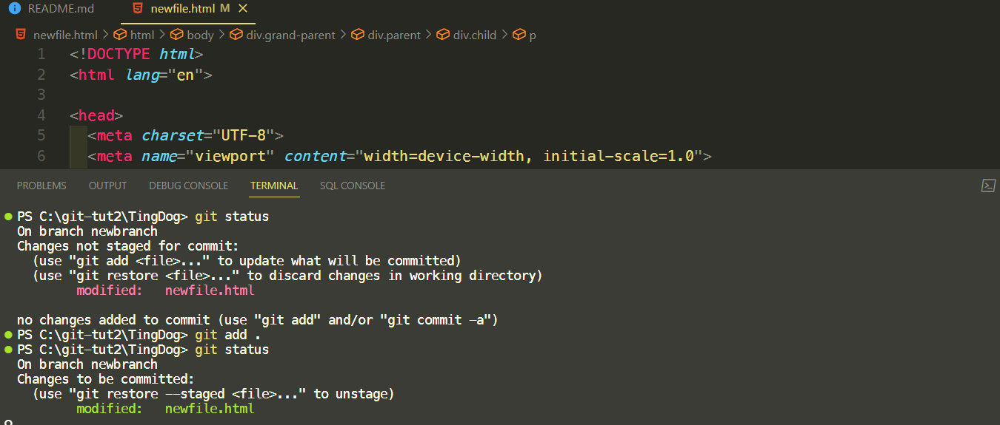 README.md newfile.html M
newfile.html html body div.grand-parent div.parent div.child p
1 <!DOCTYPE html>
2 <html lang="en">
3
4 <head>
5 <meta charset="UTF-8">
6 <meta name="viewport" content="width=device-width, initial-scale=1.0">
PROBLEMS OUTPUT DEBUG CONSOLE TERMINAL SQL CONSOLE
PS C:\git-tut2\TingDog> git status
On branch newbranch
Changes not staged for commit:
(use "git add <file>..." to update what will be committed)
(use "git restore <file>..." to discard changes in working directory)
modified: newfile.html
no changes added to commit (use "git add" and/or "git commit -a")
PS C:\git-tut2\TingDog> git add .
PS C:\git-tut2\TingDog> git status
On branch newbranch
Changes to be committed:
(use "git restore --staged <file>..." to unstage)
modified: newfile.html